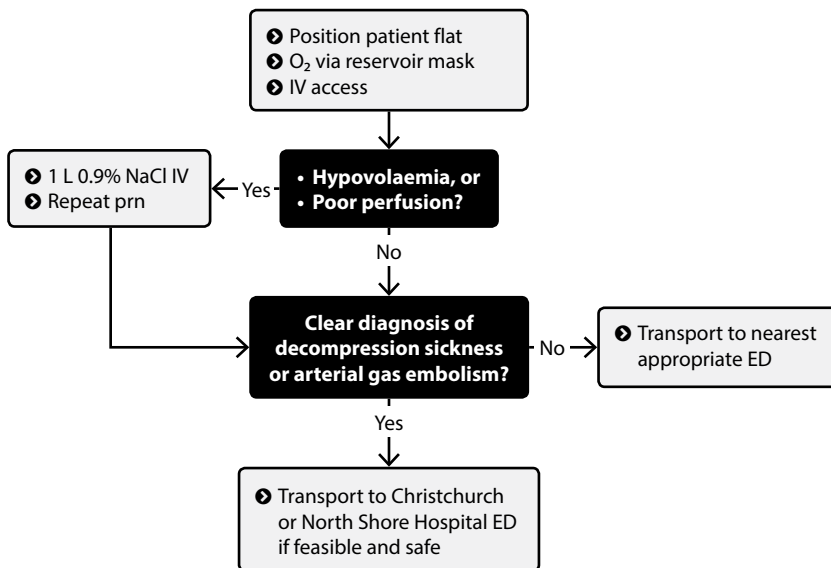 Position patient flat
O₂ via reservoir mask
IV access
1 L 0.9% NaCl IV
Repeat prn
Yes
• Hypovolaemia, or
• Poor perfusion?
No
Clear diagnosis of
decompression sickness
or arterial gas embolism?
No
Transport to nearest
appropriate ED
Yes
Transport to Christchurch
or North Shore Hospital ED
if feasible and safe